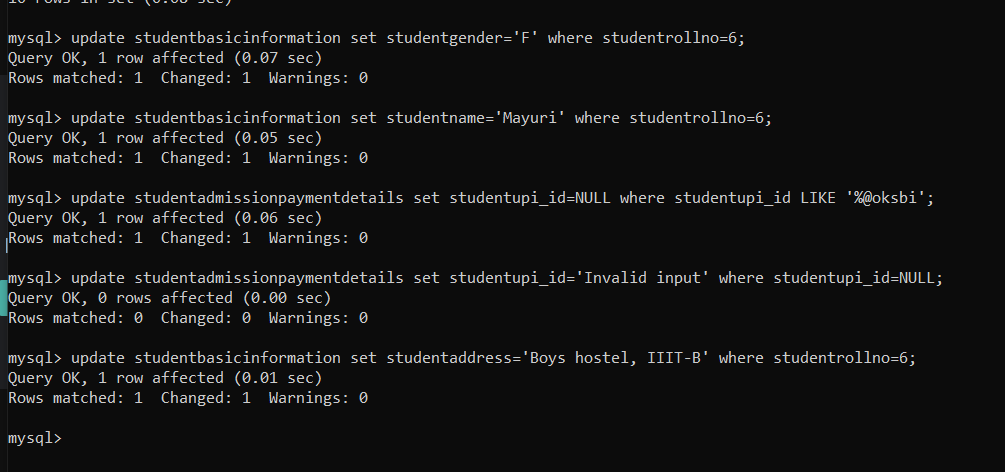 mysql> update studentbasicinformation set studentgender='F' where studentrollno=6;
Query OK, 1 row affected (0.07 sec)
Rows matched: 1  Changed: 1  Warnings: 0
mysql> update studentbasicinformation set studentname='Mayuri' where studentrollno=6;
Query OK, 1 row affected (0.05 sec)
Rows matched: 1  Changed: 1  Warnings: 0
mysql> update studentadmissionpaymentdetails set studentupi_id=NULL where studentupi_id LIKE '%@oksbi';
Query OK, 1 row affected (0.06 sec)
Rows matched: 1  Changed: 1  Warnings: 0
mysql> update studentadmissionpaymentdetails set studentupi_id='Invalid input' where studentupi_id=NULL;
Query OK, 0 rows affected (0.00 sec)
Rows matched: 0  Changed: 0  Warnings: 0
mysql> update studentbasicinformation set studentaddress='Boys hostel, IIIT-B' where studentrollno=6;
Query OK, 1 row affected (0.01 sec)
Rows matched: 1  Changed: 1  Warnings: 0
mysql>